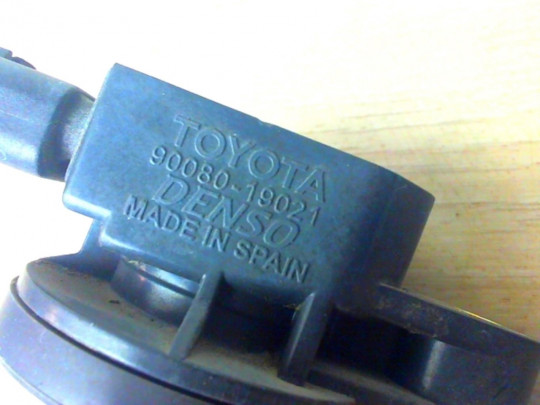 TOYOTA
90080-19021
DENSO
MADE IN SPAIN